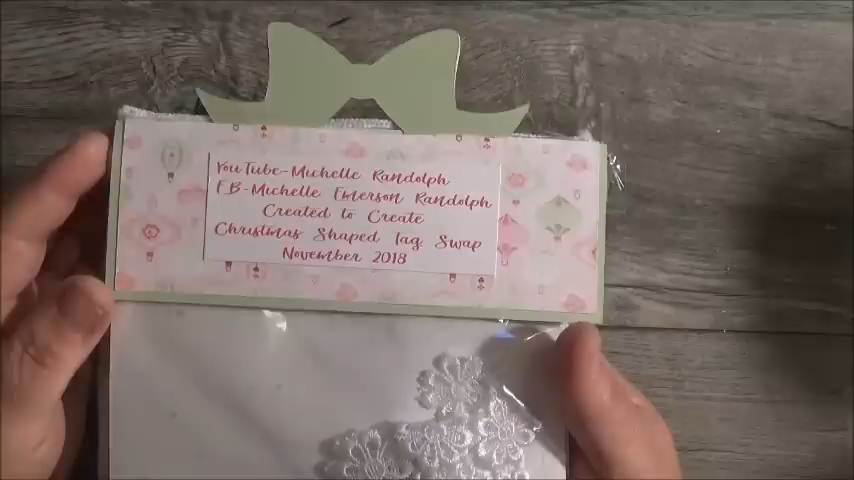 YouTube-Michelle Randolph
FB-Michelle Emerson Randolph
Created to Create
Christmas Shaped Tag Swap
November 2018